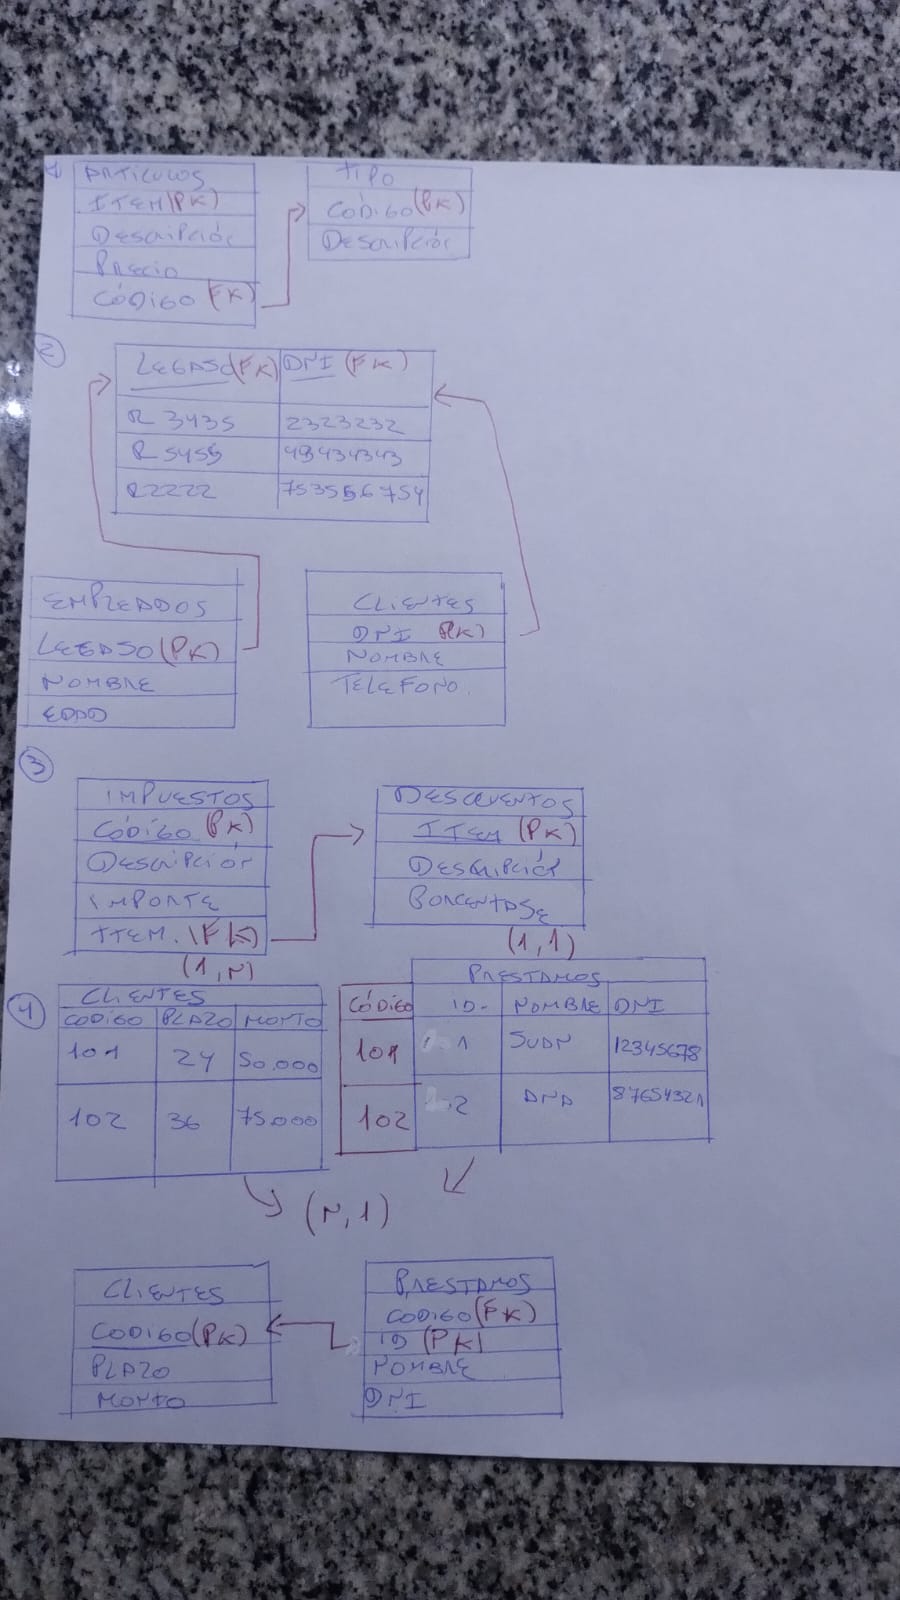 1
ARTICULOS
ITEM (PK)
Descripción
Precio
CÓDIGO (FK)
TIPO
CÓDIGO (PK)
Descripción
2
LEGAJO (FK) DNI (FK)
R 3435 2323232
R 5455 49434343
R2222 753556754
EMPLEADOS
LEGAJO (PK)
NOMBRE
EDAD
CLIENTES
DNI (PK)
NOMBRE
TELEFONO.
3
IMPUESTOS
CÓDIGO (PK)
DESCRIPCIÓN
IMPORTE
ITEM. (FK)
(1,N)
DESCUENTOS
ITEM (PK)
DESCRIPCIÓN
PORCENTAJE
(1,1)
4
CLIENTES
CODIGO PLAZO MONTO
101 24 50.000
102 36 75.000
PRESTAMOS
CÓDIGO ID- NOMBRE DNI
101 1 JUAN 12345678
102 2 ANA 87654321
(N,1)
CLIENTES
CODIGO (PK)
PLAZO
MONTO
PRESTAMOS
CODIGO (FK)
ID (PK)
NOMBRE
DNI